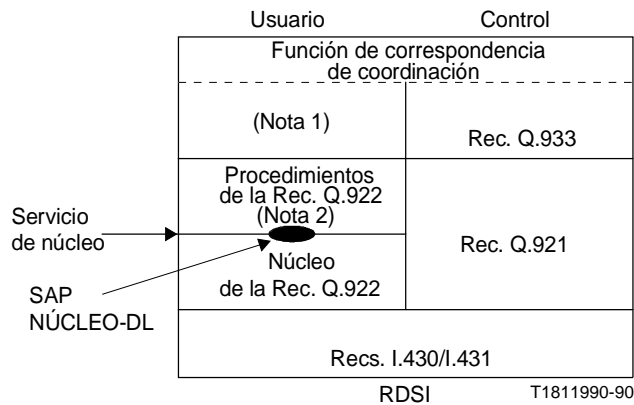 Usuario Control
Función de correspondencia
de coordinación
(Nota 1)
Rec. Q.933
Procedimientos
de la Rec. Q.922
(Nota 2)
Servicio
de núcleo
Rec. Q.921
Núcleo
de la Rec. Q.922
SAP
NÚCLEO-DL
Recs. I.430/I.431
RDSI
T1811990-90